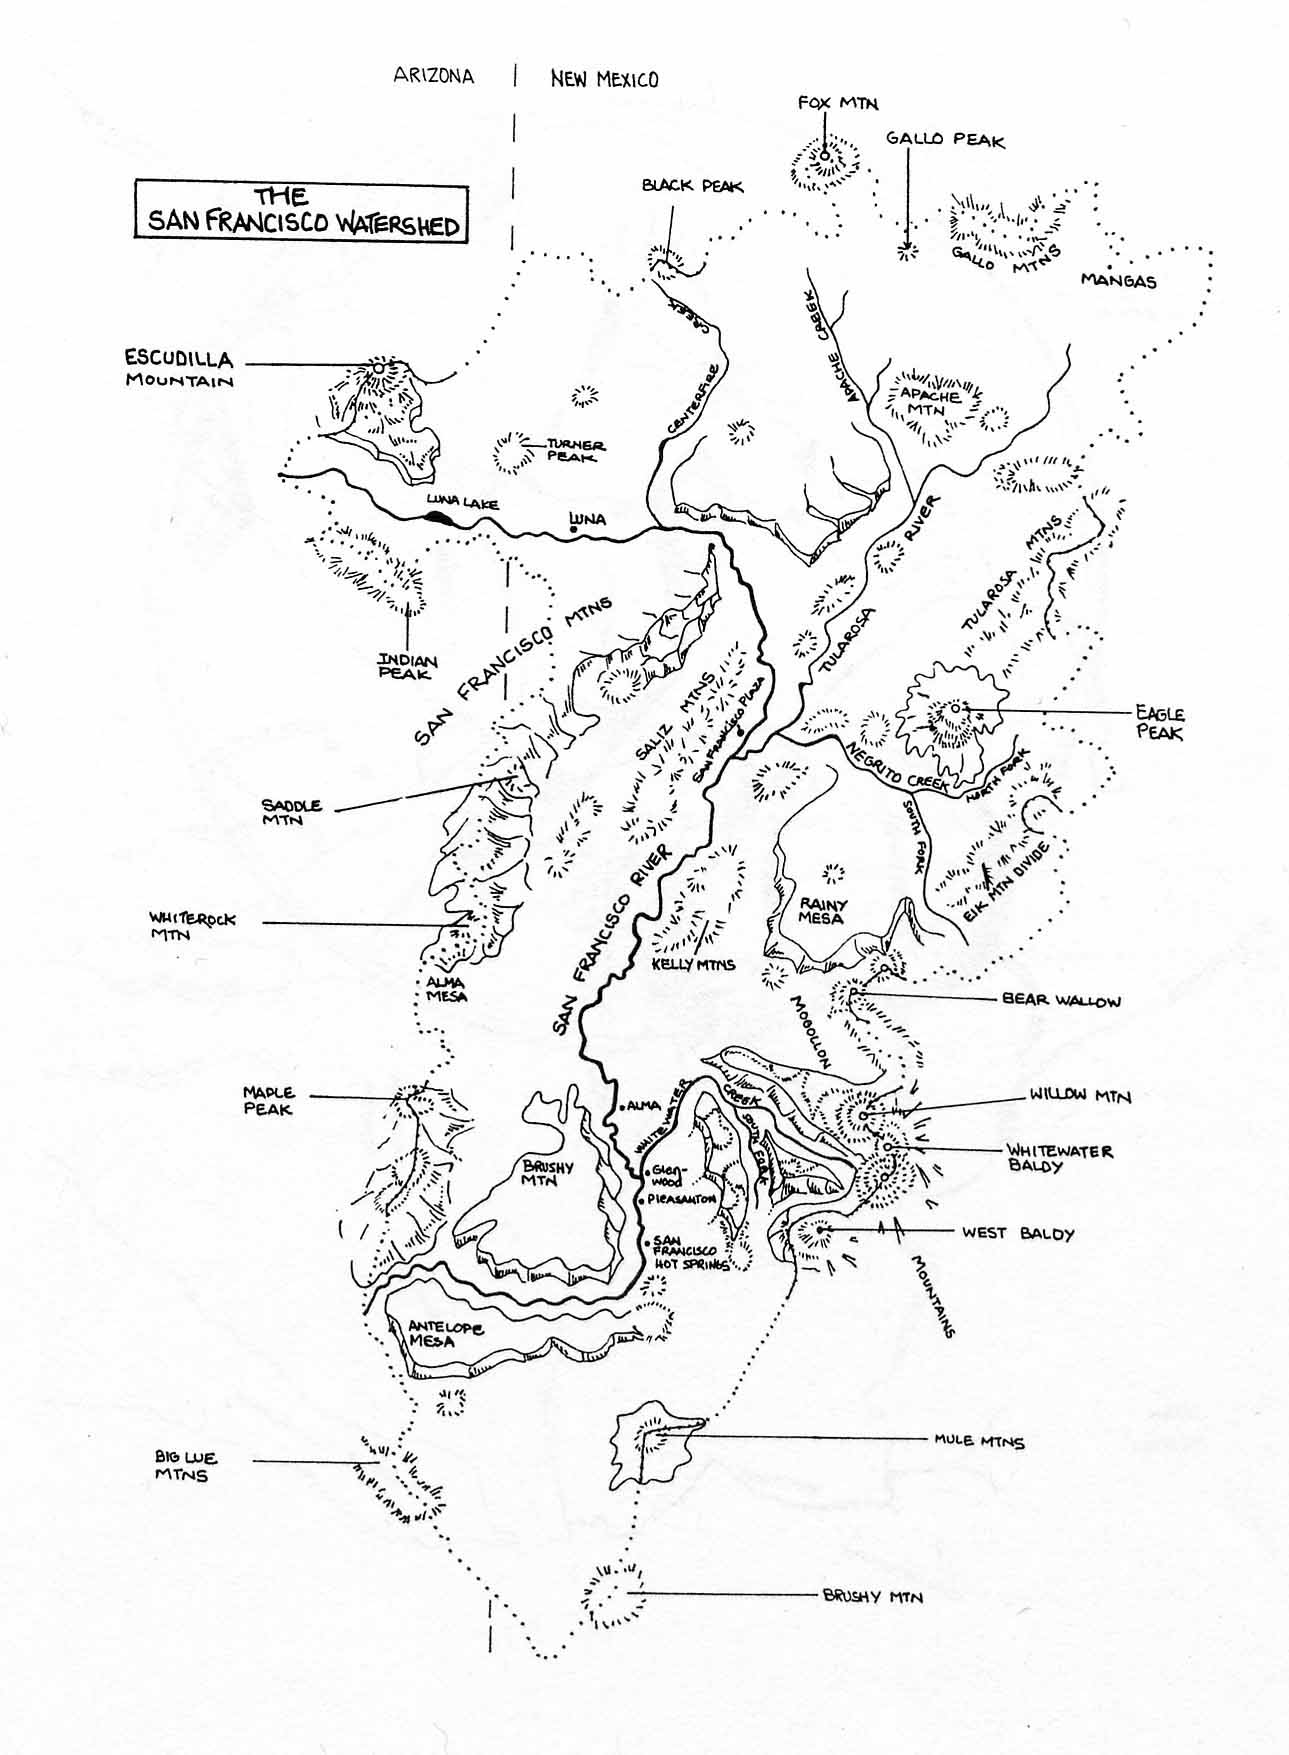 ARIZONA | NEW MEXICO
FOX MTN
GALLO PEAK
BLACK PEAK
THE
SAN FRANCISCO WATERSHED
GALLO MTNS
MANGAS
CREEK
CENTERFIRE
APACHE CREEK
ESCUDILLA
MOUNTAIN
APACHE
MTN
TURNER
PEAK
LUNA LAKE
LUNA
RIVER
TULAROSA
TULAROSA MTNS
SAN FRANCISCO MTNS
INDIAN
PEAK
SALIZ MTNS
SAN FRANCISCO PLAZA
EAGLE
PEAK
NEGRITO CREEK
NORTH FORK
SOUTH FORK
SADDLE
MTN
ELK MTN DIVIDE
SAN FRANCISCO RIVER
RAINY
MESA
WHITEROCK
MTN
KELLY MTNS
ALMA
MESA
BEAR WALLOW
MOGOLLON
MAPLE
PEAK
ALMA
WHITEWATER
CREEK
SOUTH FORK
WILLOW MTN
WHITEWATER
BALDY
BRUSHY
MTN
GLEN-
WOOD
PLEASANTON
WEST BALDY
SAN
FRANCISCO
HOT SPRINGS
MOUNTAINS
ANTELOPE
MESA
BIG LUE
MTNS
MULE MTNS
BRUSHY MTN